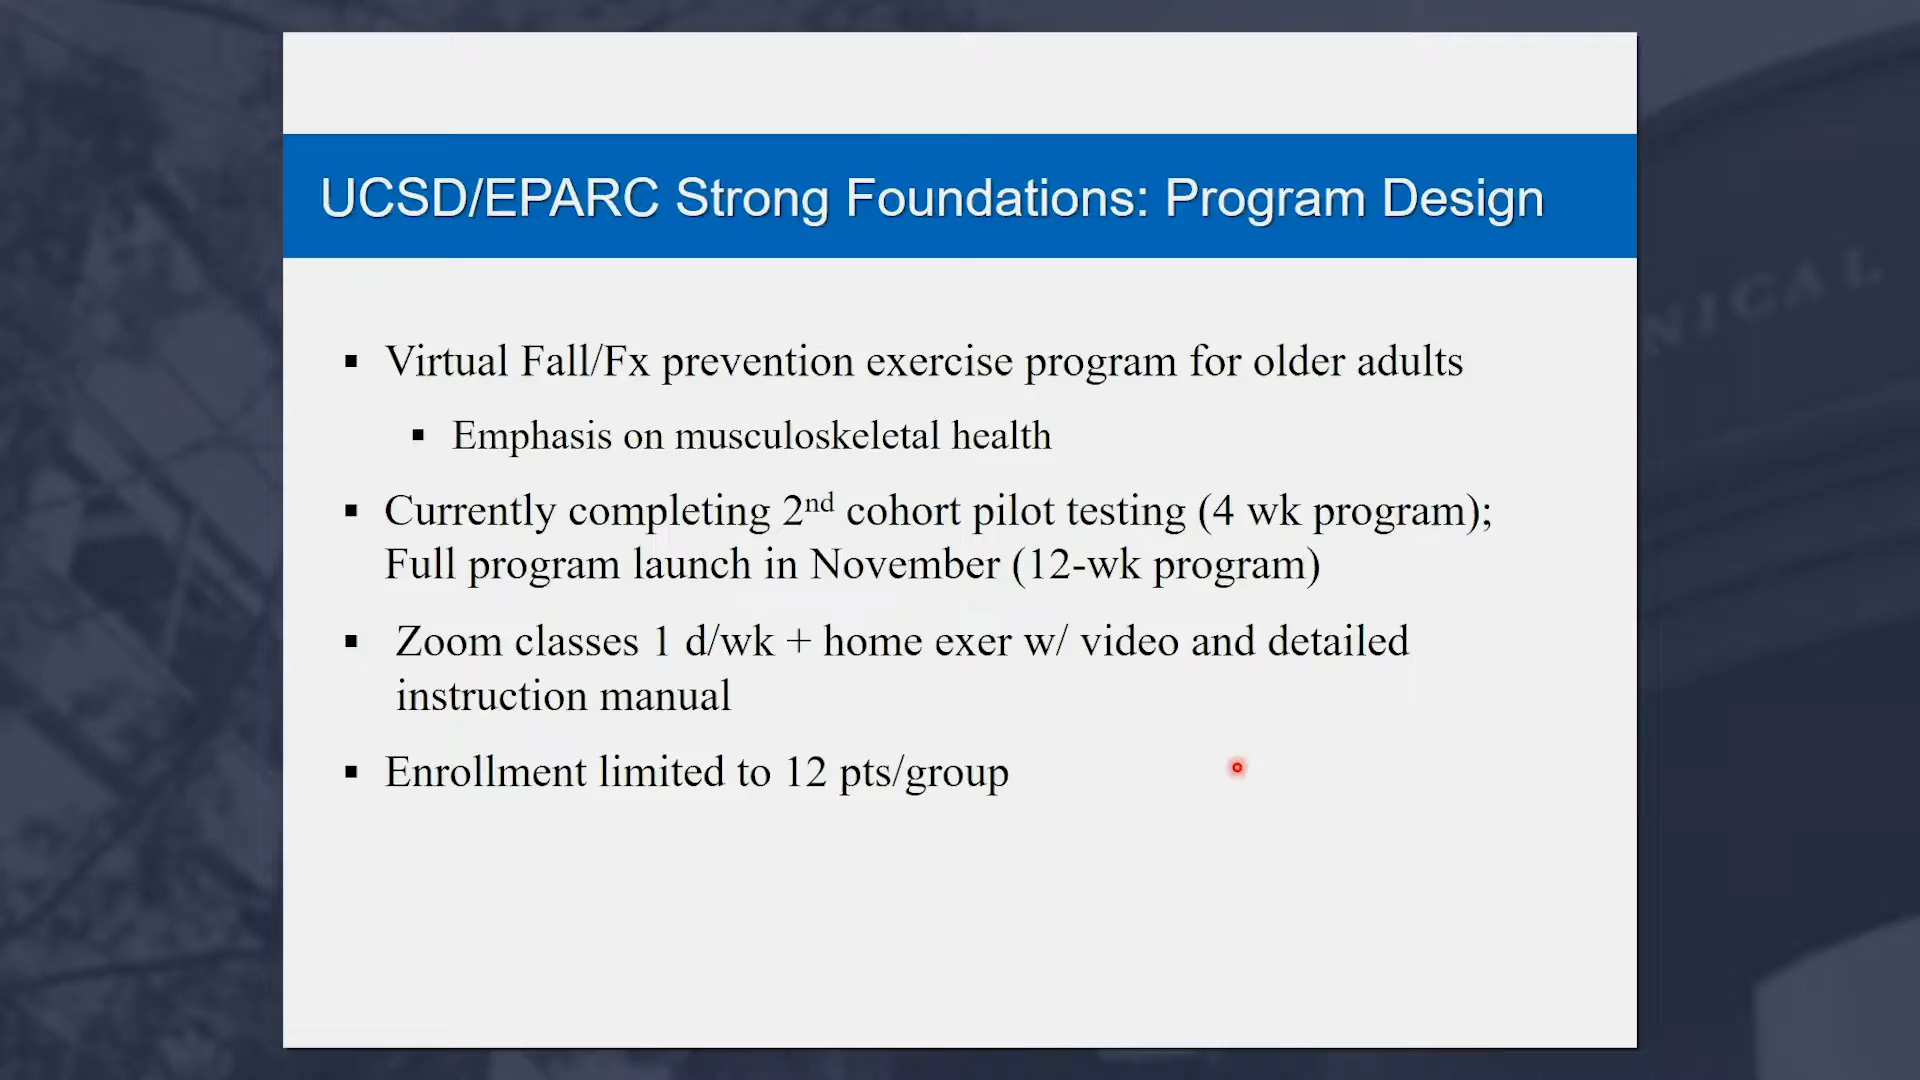 UCSD/EPARC Strong Foundations: Program Design
▪ Virtual Fall/Fx prevention exercise program for older adults
▪ Emphasis on musculoskeletal health
▪ Currently completing 2nd cohort pilot testing (4 wk program);
Full program launch in November (12-wk program)
▪ Zoom classes 1 d/wk + home exer w/ video and detailed
instruction manual
▪ Enrollment limited to 12 pts/group
NICAL